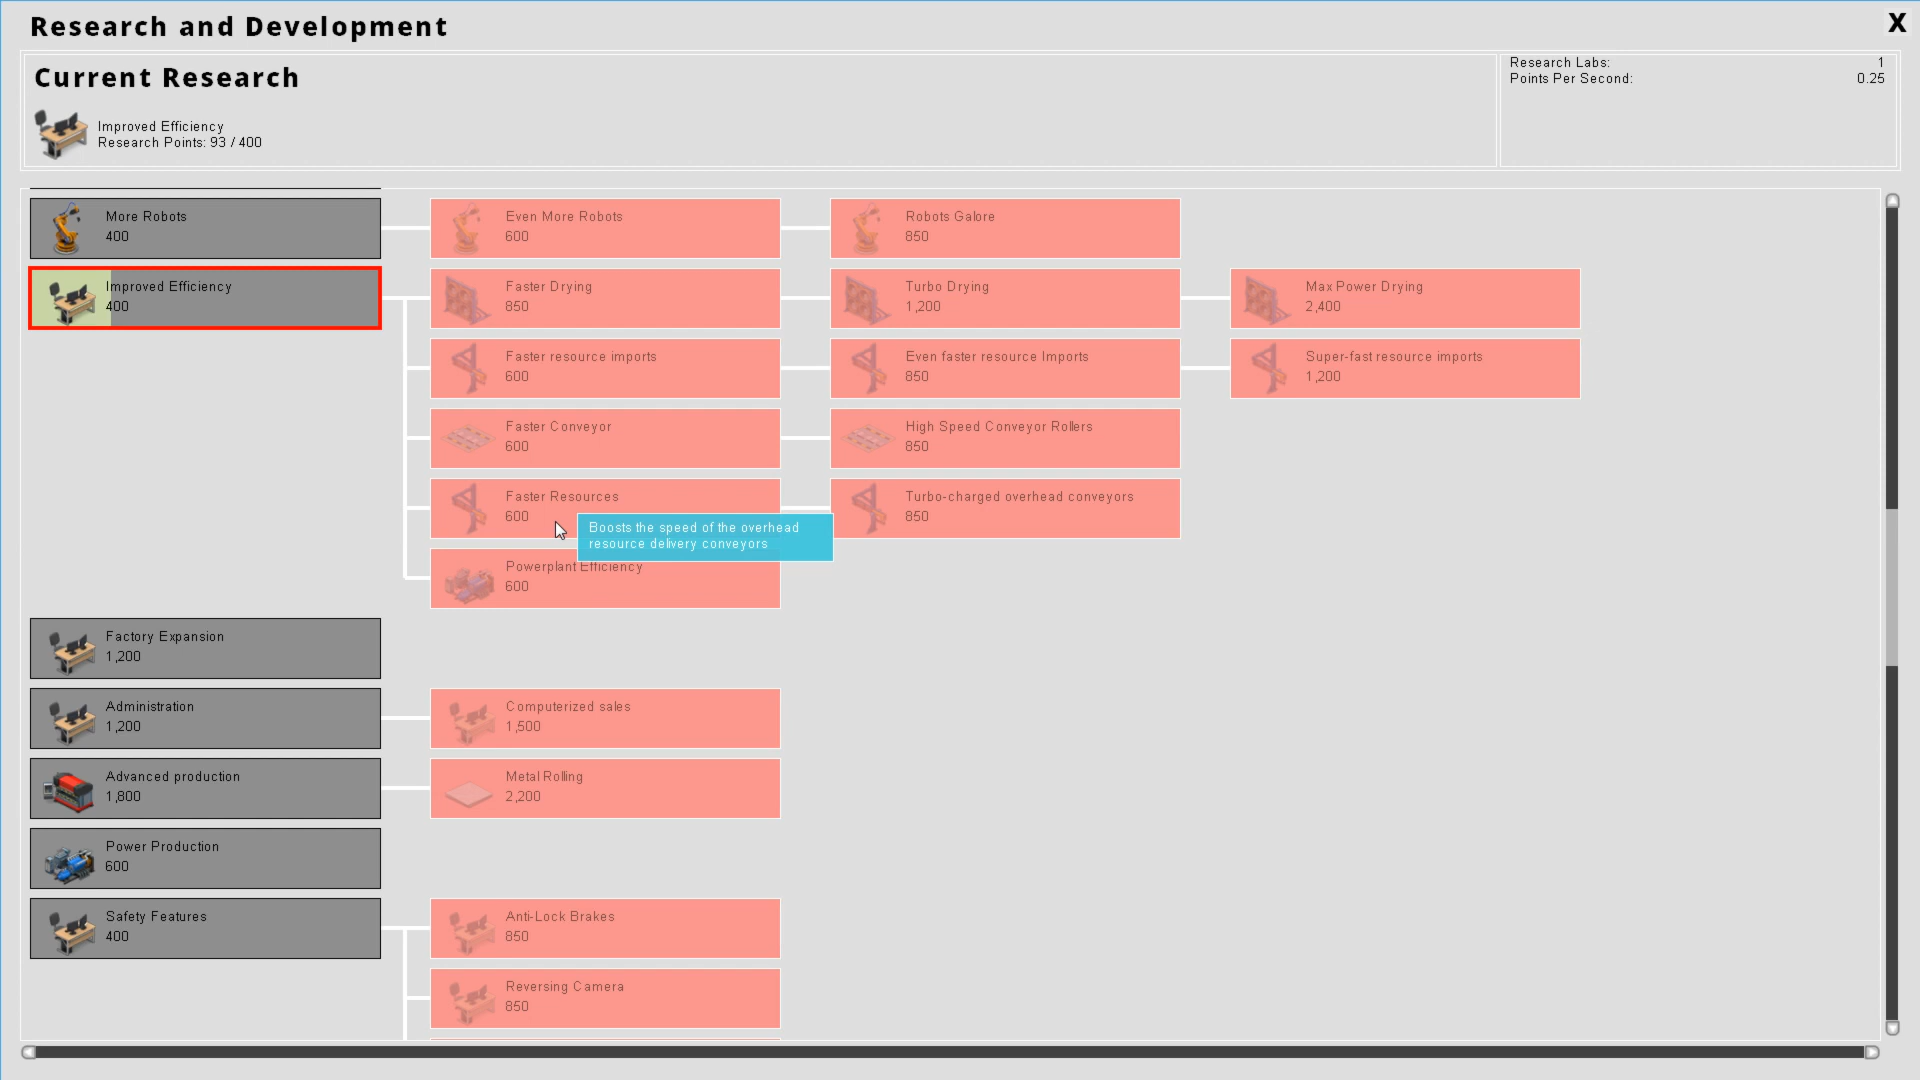 Research and Development
X
Current Research
Improved Efficiency
Research Points: 93 / 400
Research Labs: 1
Points Per Second: 0.25
More Robots
400
Even More Robots
600
Robots Galore
850
Improved Efficiency
400
Faster Drying
850
Turbo Drying
1,200
Max Power Drying
2,400
Faster resource imports
600
Even faster resource Imports
850
Super-fast resource imports
1,200
Faster Conveyor
600
High Speed Conveyor Rollers
850
Faster Resources
600
Turbo-charged overhead conveyors
850
Boosts the speed of the overhead
resource delivery conveyors
Powerplant Efficiency
600
Factory Expansion
1,200
Administration
1,200
Computerized sales
1,500
Advanced production
1,800
Metal Rolling
2,200
Power Production
600
Safety Features
400
Anti-Lock Brakes
850
Reversing Camera
850